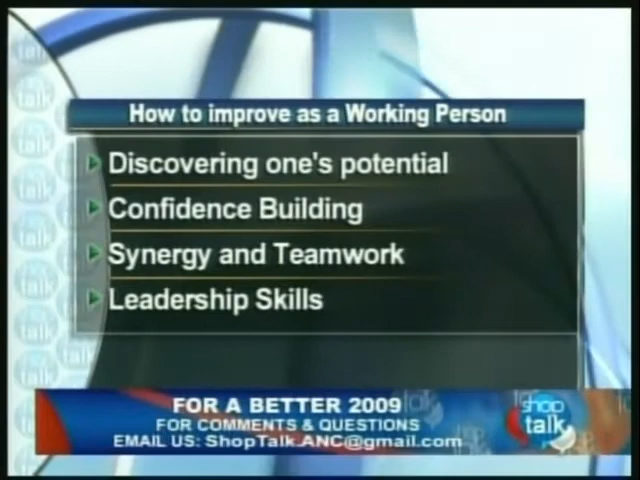 How to improve as a Working Person
Discovering one's potential
Confidence Building
Synergy and Teamwork
Leadership Skills
FOR A BETTER 2009
FOR COMMENTS & QUESTIONS
EMAIL US: ShopTalk.ANC@gmail.com
shop
talk